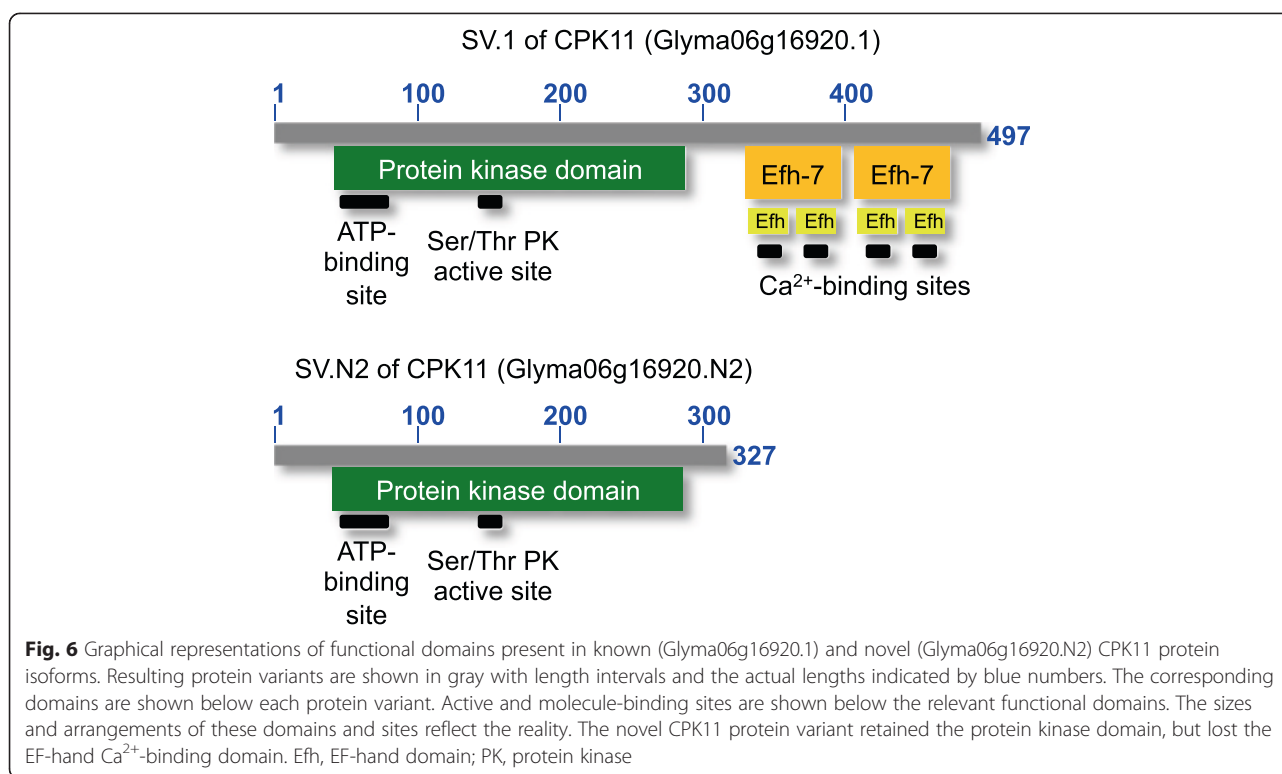 SV.1 of CPK11 (Glyma06g16920.1)
1 100 200 300 400
497
Protein kinase domain Efh-7 Efh-7
Efh Efh Efh Efh
ATP-
binding
site
Ser/Thr PK
active site
Ca²⁺-binding sites
SV.N2 of CPK11 (Glyma06g16920.N2)
1 100 200 300
327
Protein kinase domain
ATP-
binding
site
Ser/Thr PK
active site
Fig. 6 Graphical representations of functional domains present in known (Glyma06g16920.1) and novel (Glyma06g16920.N2) CPK11 protein
isoforms. Resulting protein variants are shown in gray with length intervals and the actual lengths indicated by blue numbers. The corresponding
domains are shown below each protein variant. Active and molecule-binding sites are shown below the relevant functional domains. The sizes
and arrangements of these domains and sites reflect the reality. The novel CPK11 protein variant retained the protein kinase domain, but lost the
EF-hand Ca²⁺-binding domain. Efh, EF-hand domain; PK, protein kinase